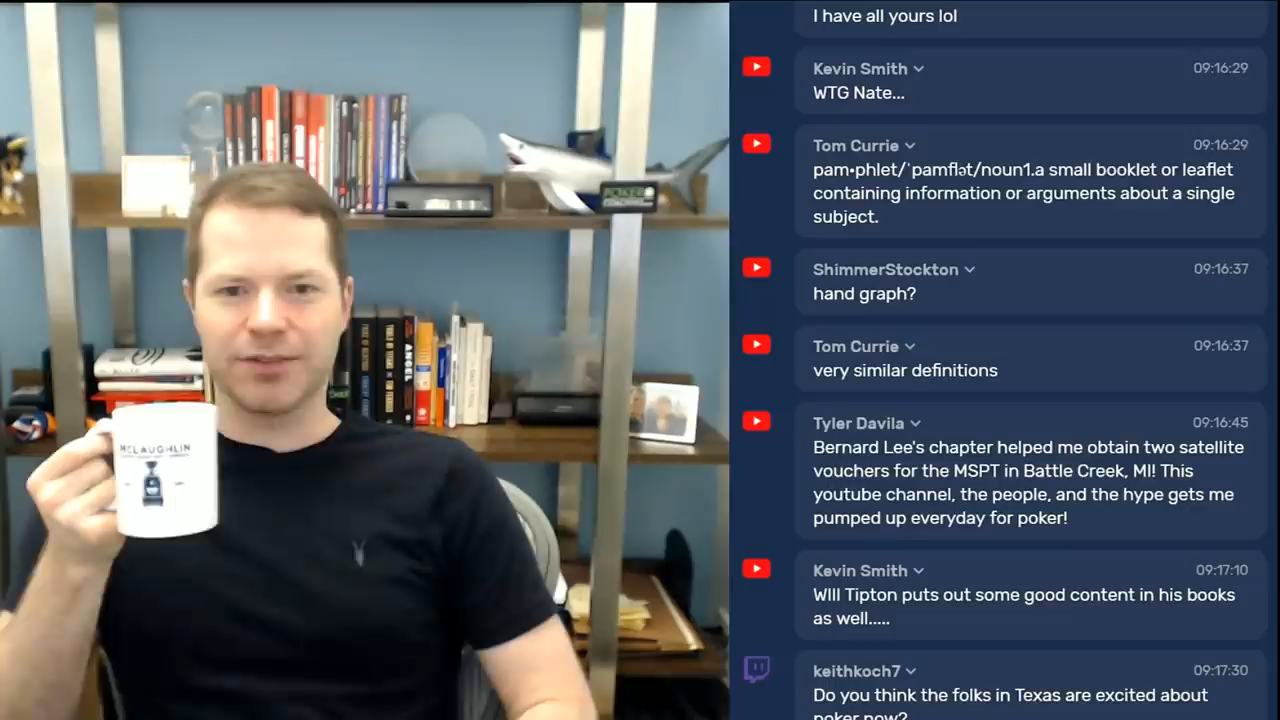 I have all yours lol
Kevin Smith
09:16:29
WTG Nate...
Tom Currie
09:16:29
pam•phlet/ˈpamflət/noun1.a small booklet or leaflet
containing information or arguments about a single
subject.
ShimmerStockton
09:16:37
hand graph?
Tom Currie
09:16:37
very similar definitions
Tyler Davila
09:16:45
Bernard Lee's chapter helped me obtain two satellite
vouchers for the MSPT in Battle Creek, MI! This
youtube channel, the people, and the hype gets me
pumped up everyday for poker!
Kevin Smith
09:17:10
WIll Tipton puts out some good content in his books
as well.....
keithkoch7
09:17:30
Do you think the folks in Texas are excited about
poker now?
POKER
ANGEL
MCLAUGHLIN